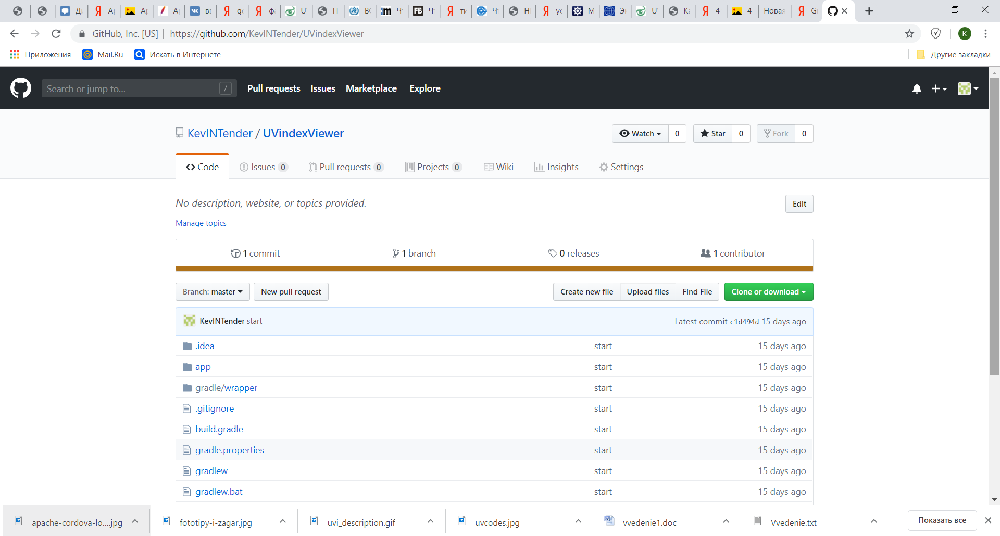 GitHub, Inc. [US] | https://github.com/KevINTender/UVindexViewer
Приложения Mail.Ru Искать в Интернете Другие закладки
Search or jump to... / Pull requests Issues Marketplace Explore
KevINTender / UVindexViewer Watch 0 Star 0 Fork 0
Code Issues 0 Pull requests 0 Projects 0 Wiki Insights Settings
No description, website, or topics provided. Edit
Manage topics
1 commit 1 branch 0 releases 1 contributor
Branch: master New pull request Create new file Upload files Find File Clone or download
KevINTender start Latest commit c1d494d 15 days ago
.idea start 15 days ago
app start 15 days ago
gradle/wrapper start 15 days ago
.gitignore start 15 days ago
build.gradle start 15 days ago
gradle.properties start 15 days ago
gradlew start 15 days ago
gradlew.bat start 15 days ago
apache-cordova-lo....jpg fototipy-i-zagar.jpg uvi_description.gif uvcodes.jpg vvedenie1.doc Vvedenie.txt Показать все